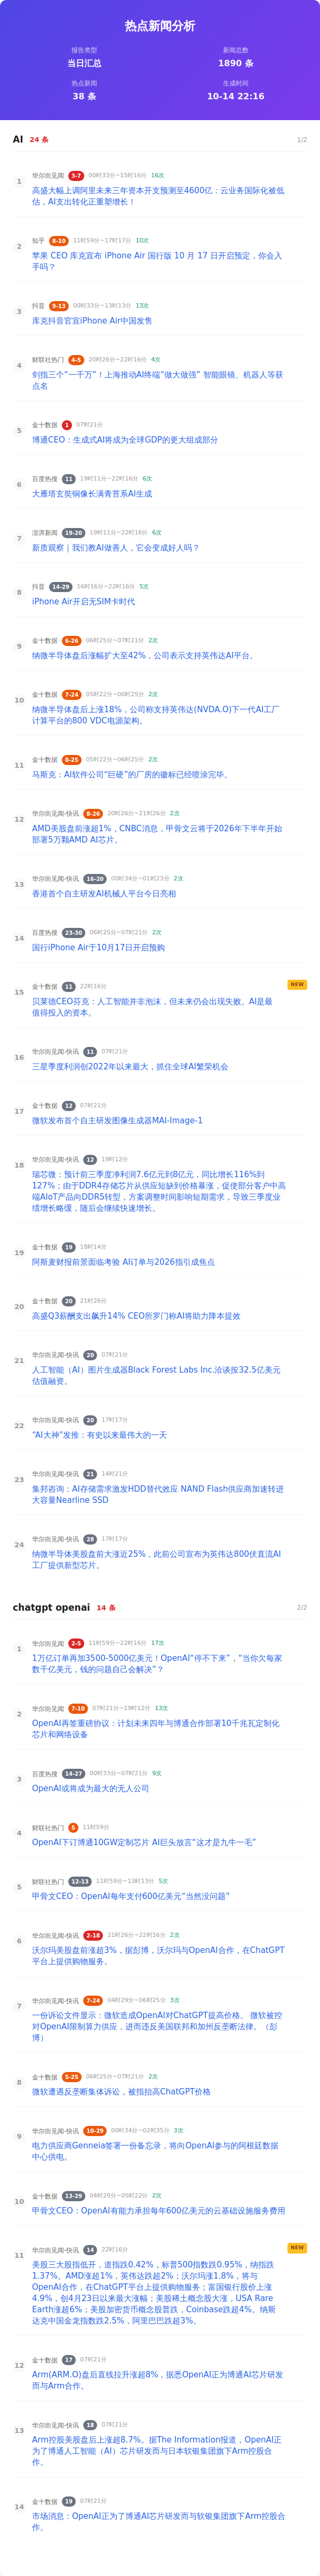 热点新闻分析
报告类型
当日汇总
新闻总数
1890 条
热点新闻
38 条
生成时间
10-14 22:16
AI 24 条 1/2
1
华尔街见闻 3-7 00时33分~15时16分 16次
高盛大幅上调阿里未来三年资本开支预测至4600亿：云业务国际化被低
估，AI支出转化正重塑增长！
2
知乎 8-10 11时59分~17时17分 10次
苹果 CEO 库克宣布 iPhone Air 国行版 10 月 17 日开启预定，你会入
手吗？
3
抖音 9-13 00时33分~13时13分 13次
库克抖音官宣iPhone Air中国发售
4
财联社热门 4-5 20时26分~22时16分 4次
剑指三个“一千万”！上海推动AI终端“做大做强” 智能眼镜、机器人等获
点名
5
金十数据 1 07时21分
博通CEO：生成式AI将成为全球GDP的更大组成部分
6
百度热搜 11 19时11分~22时16分 6次
大雁塔玄奘铜像长满青苔系AI生成
7
澎湃新闻 19-20 19时11分~22时16分 6次
新质观察｜我们教AI做善人，它会变成好人吗？
8
抖音 14-29 16时16分~22时16分 5次
iPhone Air开启无SIM卡时代
9
金十数据 6-26 06时25分~07时21分 2次
纳微半导体盘后涨幅扩大至42%，公司表示支持英伟达AI平台。
10
金十数据 7-24 05时22分~06时25分 2次
纳微半导体盘后上涨18%，公司称支持英伟达(NVDA.O)下一代AI工厂
计算平台的800 VDC电源架构。
11
金十数据 8-25 05时22分~06时25分 2次
马斯克：AI软件公司“巨硬”的厂房的徽标已经喷涂完毕。
12
华尔街见闻-快讯 8-26 20时26分~21时26分 2次
AMD美股盘前涨超1%，CNBC消息，甲骨文云将于2026年下半年开始
部署5万颗AMD AI芯片。
13
华尔街见闻-快讯 16-20 00时34分~01时23分 2次
香港首个自主研发AI机械人平台今日亮相
14
百度热搜 23-30 06时25分~07时21分 2次
国行iPhone Air于10月17日开启预购
15
金十数据 11 22时16分
NEW
贝莱德CEO芬克：人工智能并非泡沫，但未来仍会出现失败。AI是最
值得投入的资本。
16
华尔街见闻-快讯 11 07时21分
三星季度利润创2022年以来最大，抓住全球AI繁荣机会
17
金十数据 12 07时21分
微软发布首个自主研发图像生成器MAI-Image-1
18
华尔街见闻-快讯 12 19时12分
瑞芯微：预计前三季度净利润7.6亿元到8亿元，同比增长116%到
127%；由于DDR4存储芯片从供应短缺到价格暴涨，促使部分客户中高
端AIoT产品向DDR5转型，方案调整时间影响短期需求，导致三季度业
绩增长略缓，随后会继续快速增长。
19
金十数据 19 18时14分
阿斯麦财报前景面临考验 AI订单与2026指引成焦点
20
金十数据 20 21时26分
高盛Q3薪酬支出飙升14% CEO所罗门称AI将助力降本提效
21
华尔街见闻-快讯 20 07时21分
人工智能（AI）图片生成器Black Forest Labs Inc.洽谈按32.5亿美元
估值融资。
22
华尔街见闻-快讯 20 17时17分
“AI大神”发推：有史以来最伟大的一天
23
华尔街见闻-快讯 21 14时21分
集邦咨询：AI存储需求激发HDD替代效应 NAND Flash供应商加速转进
大容量Nearline SSD
24
华尔街见闻-快讯 28 17时17分
纳微半导体美股盘前大涨近25%，此前公司宣布为英伟达800伏直流AI
工厂提供新型芯片。
chatgpt openai 14 条 2/2
1
华尔街见闻 2-5 11时59分~22时16分 17次
1万亿订单再加3500-5000亿美元！OpenAI“停不下来”，“当你欠每家
数千亿美元，钱的问题自己会解决”？
2
华尔街见闻 7-10 07时21分~19时12分 13次
OpenAI再签重磅协议：计划未来四年与博通合作部署10千兆瓦定制化
芯片和网络设备
3
百度热搜 14-27 00时33分~07时21分 9次
OpenAI或将成为最大的无人公司
4
财联社热门 5 11时59分
OpenAI下订博通10GW定制芯片 AI巨头放言“这才是九牛一毛”
5
财联社热门 12-13 11时59分~13时13分 5次
甲骨文CEO：OpenAI每年支付600亿美元“当然没问题”
6
华尔街见闻-快讯 2-18 21时26分~22时16分 2次
沃尔玛美股盘前涨超3%，据彭博，沃尔玛与OpenAI合作，在ChatGPT
平台上提供购物服务。
7
华尔街见闻-快讯 7-24 04时29分~06时25分 3次
一份诉讼文件显示：微软造成OpenAI对ChatGPT提高价格。 微软被控
对OpenAI限制算力供应，进而违反美国联邦和加州反垄断法律。（彭
博）
8
金十数据 5-25 06时25分~07时21分 2次
微软遭遇反垄断集体诉讼，被指抬高ChatGPT价格
9
华尔街见闻-快讯 10-29 00时34分~02时35分 3次
电力供应商Genneia签署一份备忘录，将向OpenAI参与的阿根廷数据
中心供电。
10
金十数据 13-29 04时29分~05时22分 2次
甲骨文CEO：OpenAI有能力承担每年600亿美元的云基础设施服务费用
11
华尔街见闻-快讯 14 22时16分
NEW
美股三大股指低开，道指跌0.42%，标普500指数跌0.95%，纳指跌
1.37%。AMD涨超1%，英伟达跌超2%；沃尔玛涨1.8%，将与
OpenAI合作，在ChatGPT平台上提供购物服务；富国银行股价上涨
4.9%，创4月23日以来最大涨幅；美股稀土概念股大涨，USA Rare
Earth涨超6%；美股加密货币概念股普跌，Coinbase跌超4%。纳斯
达克中国金龙指数跌2.5%，阿里巴巴跌超3%。
12
金十数据 17 07时21分
Arm(ARM.O)盘后直线拉升涨超8%，据悉OpenAI正为博通AI芯片研发
而与Arm合作。
13
华尔街见闻-快讯 18 07时21分
Arm控股美股盘后上涨超8.7%。据The Information报道，OpenAI正
为了博通人工智能（AI）芯片研发而与日本软银集团旗下Arm控股合
作。
14
金十数据 19 07时21分
市场消息：OpenAI正为了博通AI芯片研发而与软银集团旗下Arm控股合
作。